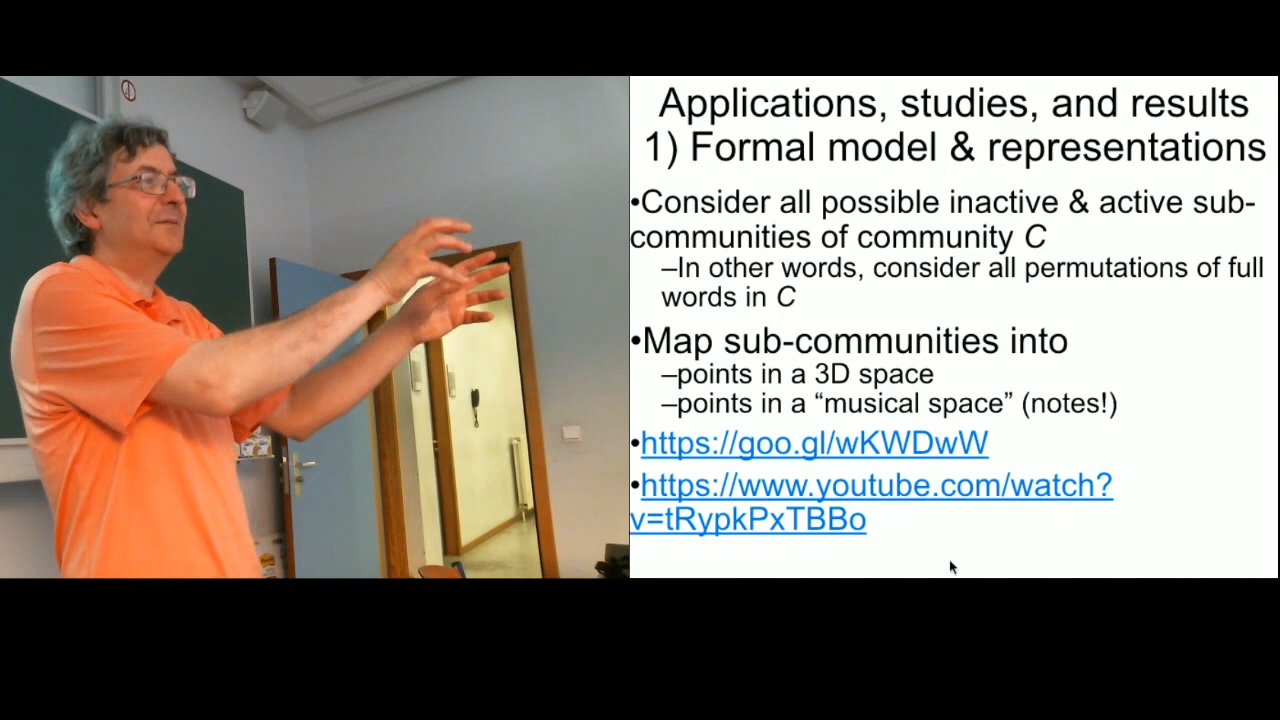 Applications, studies, and results
1) Formal model & representations
•Consider all possible inactive & active sub-
communities of community C
–In other words, consider all permutations of full
words in C
•Map sub-communities into
–points in a 3D space
–points in a “musical space” (notes!)
•https://goo.gl/wKWDwW
•https://www.youtube.com/watch?
v=tRypkPxTBBo